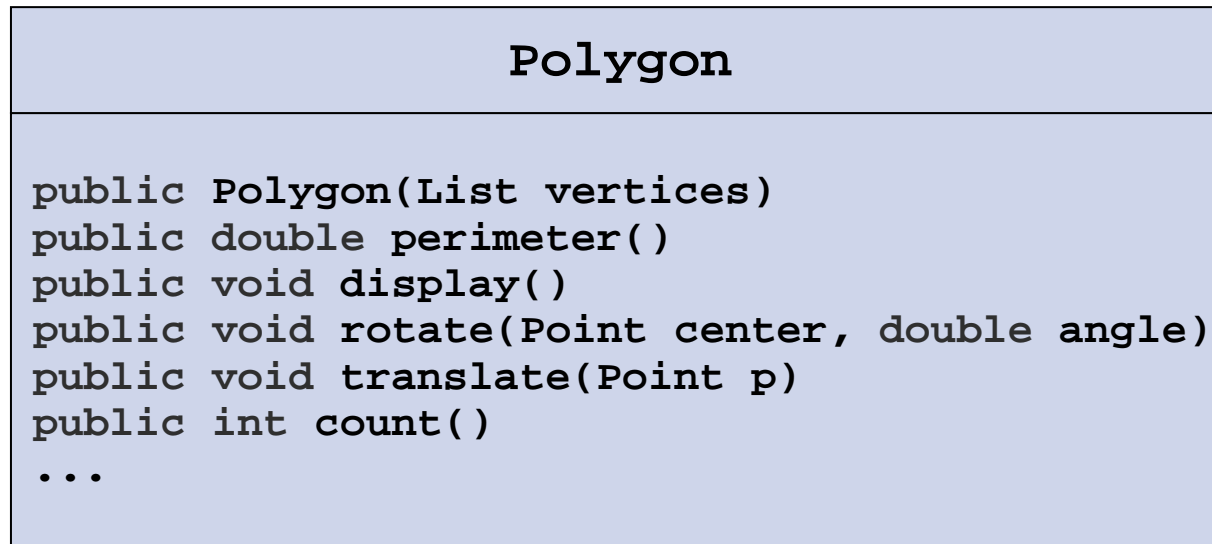 Polygon
public Polygon(List vertices)
public double perimeter()
public void display()
public void rotate(Point center, double angle)
public void translate(Point p)
public int count()
...